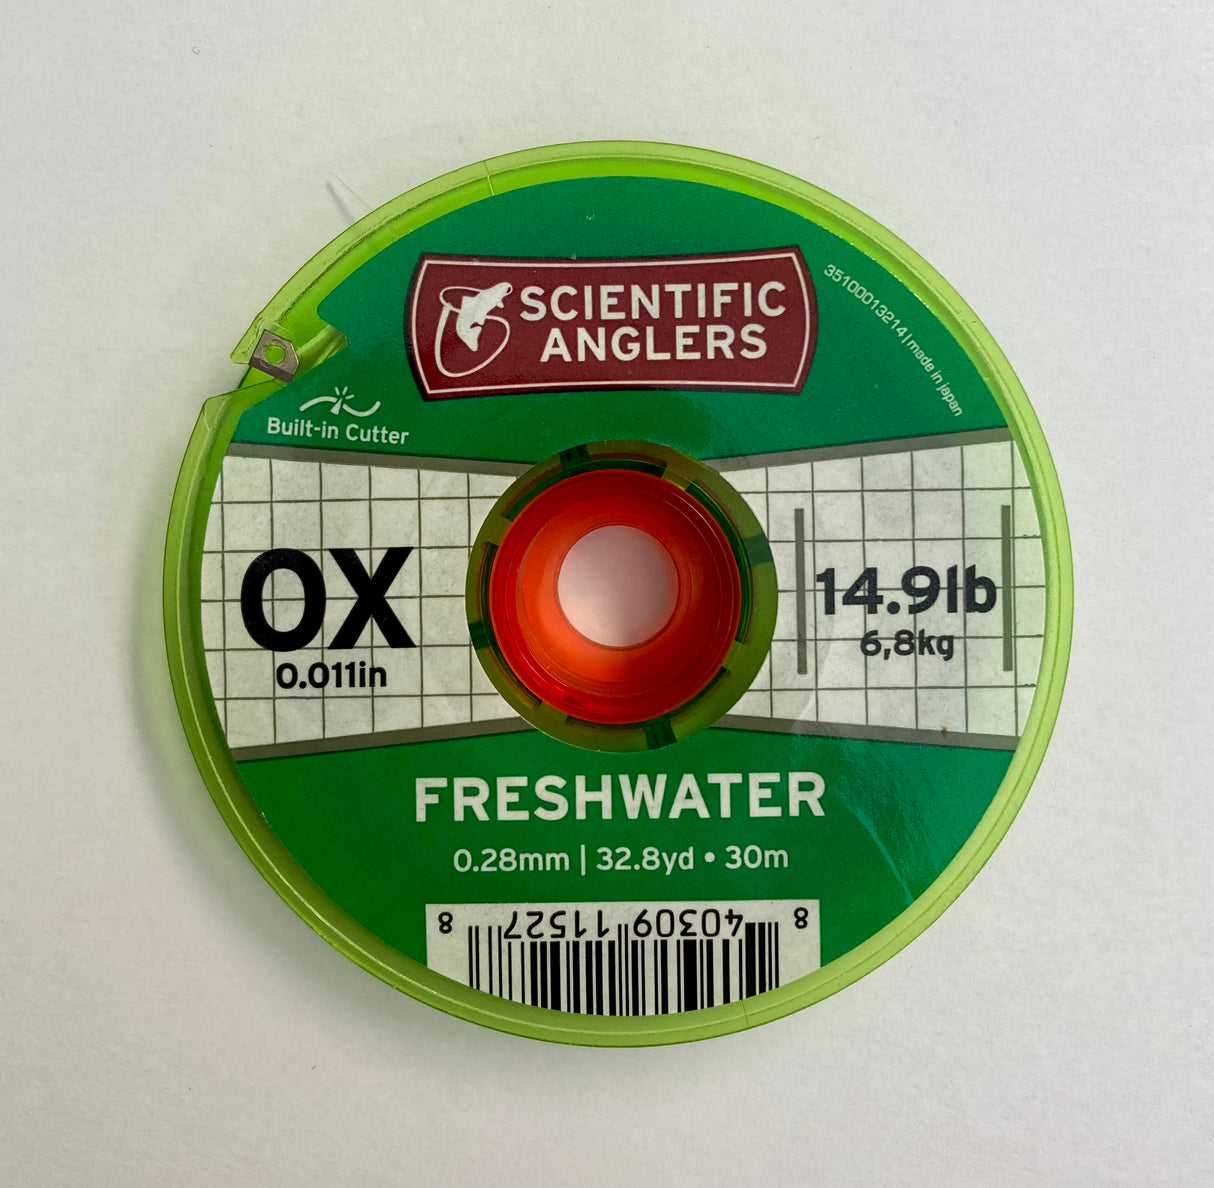 SCIENTIFIC
ANGLERS
35100013214 | made in japan
Built-in Cutter
0X
0.011in
14.9lb
6,8kg
FRESHWATER
0.28mm | 32.8yd • 30m
8 40309 11527 8